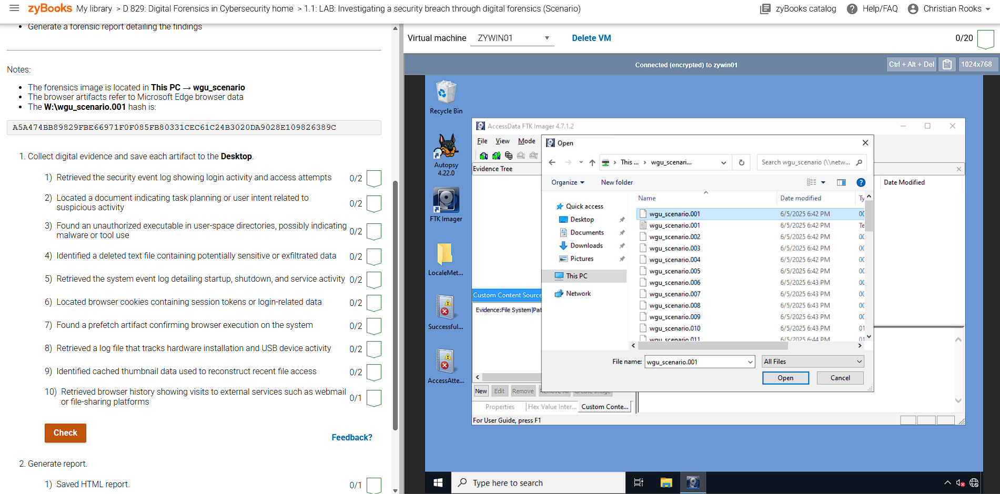 zyBooks My library > D 829: Digital Forensics in Cybersecurity home > 1.1: LAB: Investigating a security breach through digital forensics (Scenario)
zyBooks catalog
Help/FAQ
Christian Rooks
Generate a forensic report detailing the findings
Notes:
The forensics image is located in This PC → wgu_scenario
The browser artifacts refer to Microsoft Edge browser data
The W:\wgu_scenario.001 hash is:
A5A474BB89829FBE66971F0F085FB80331CEC61C24B3020DA9028E109826389C
1. Collect digital evidence and save each artifact to the Desktop.
1) Retrieved the security event log showing login activity and access attempts 0/2
2) Located a document indicating task planning or user intent related to
suspicious activity 0/2
3) Found an unauthorized executable in user-space directories, possibly indicating
malware or tool use 0/2
4) Identified a deleted text file containing potentially sensitive or exfiltrated data 0/2
5) Retrieved the system event log detailing startup, shutdown, and service activity 0/2
6) Located browser cookies containing session tokens or login-related data 0/2
7) Found a prefetch artifact confirming browser execution on the system 0/2
8) Retrieved a log file that tracks hardware installation and USB device activity 0/2
9) Identified cached thumbnail data used to reconstruct recent file access 0/2
10) Retrieved browser history showing visits to external services such as webmail
or file-sharing platforms 0/1
Check
Feedback?
2. Generate report.
1) Saved HTML report. 0/1
Virtual machine ZYWIN01 Delete VM 0/20
Connected (encrypted) to zywin01
Ctrl + Alt + Del
1024x768
Recycle Bin
Autopsy
4.22.0
FTK Imager
LocaleMet...
Successful...
AccessAtte...
AccessData FTK Imager 4.7.1.2
File View Mode
Evidence Tree
Custom Content Source
Evidence:File System|Pat
New Edit Remove Remove All Create Image
Properties Hex Value Inter... Custom Conte...
For User Guide, press F1
Date Modified
Open
This ... > wgu_scenari...
Search wgu_scenario (\\netw...
Organize New folder
Quick access
Desktop
Documents
Downloads
Pictures
This PC
Network
Name Date modified Ty
wgu_scenario.001 6/5/2025 6:42 PM 00
wgu_scenario.001 6/5/2025 6:42 PM Te
wgu_scenario.002 6/5/2025 6:42 PM 00
wgu_scenario.003 6/5/2025 6:42 PM 00
wgu_scenario.004 6/5/2025 6:42 PM 00
wgu_scenario.005 6/5/2025 6:42 PM 00
wgu_scenario.006 6/5/2025 6:43 PM 00
wgu_scenario.007 6/5/2025 6:43 PM 00
wgu_scenario.008 6/5/2025 6:43 PM 00
wgu_scenario.009 6/5/2025 6:43 PM 00
wgu_scenario.010 6/5/2025 6:43 PM 01
wgu_scenario.011 6/5/2025 6:44 PM 01
File name: wgu_scenario.001 All Files
Open Cancel
Type here to search